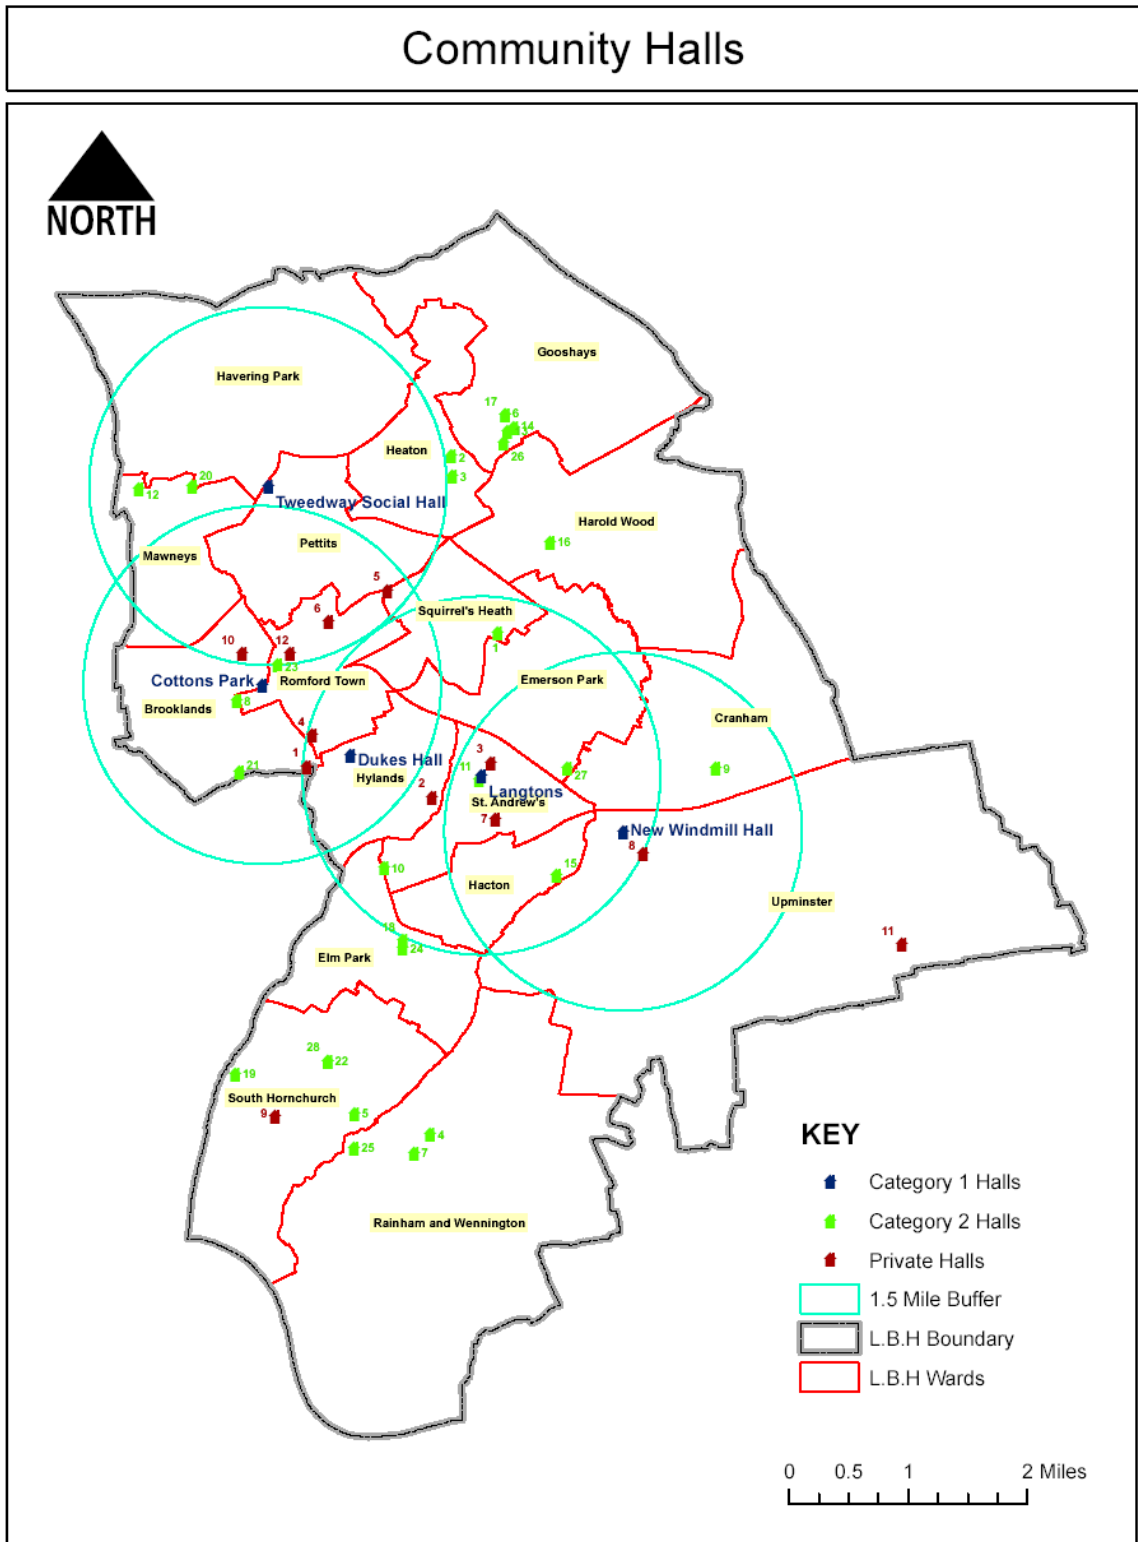 Community Halls
NORTH
Gooshays
Havering Park
17
6
14
Heaton
2
26
3
20
12
Tweedway Social Hall
Harold Wood
Pettits
16
Mawneys
5
Squirrel's Heath
6
1
10
12
23
Cottons Park
Romford Town
Emerson Park
Brooklands
8
Cranham
4
3
Dukes Hall
1
21
11
27
9
Hylands
Langtons
2
St. Andrew's
7
New Windmill Hall
8
10
15
Hacton
Upminster
18
11
24
Elm Park
28
22
19
South Hornchurch
9
5
4
25
7
KEY
Category 1 Halls
Category 2 Halls
Rainham and Wennington
Private Halls
1.5 Mile Buffer
L.B.H Boundary
L.B.H Wards
0 0.5 1 2 Miles